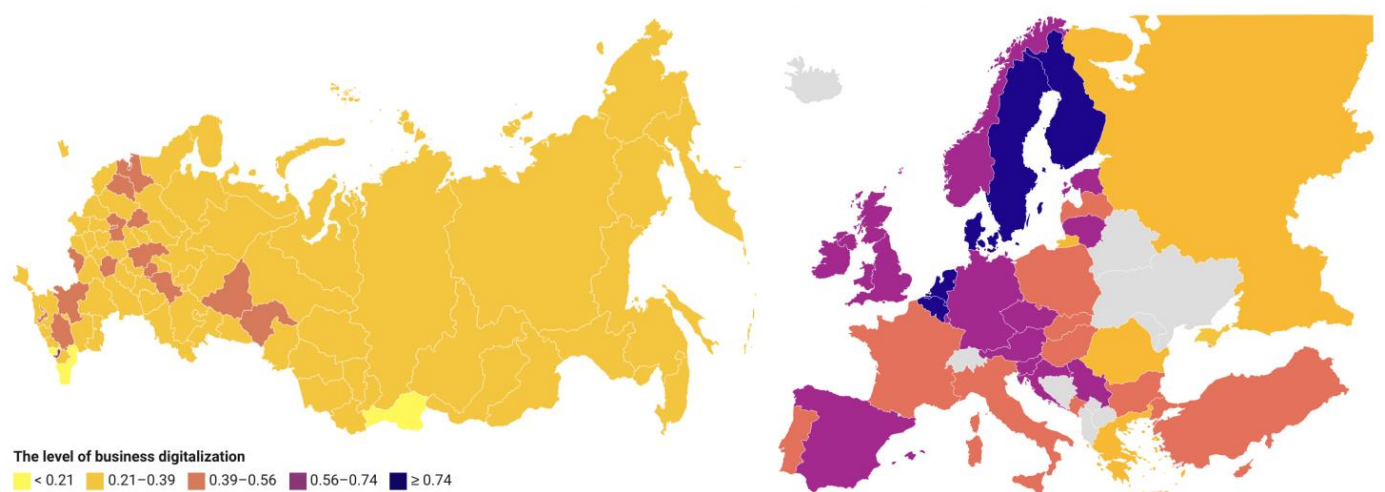 The level of business digitalization
< 0.21 0.21–0.39 0.39–0.56 0.56–0.74 ≥ 0.74